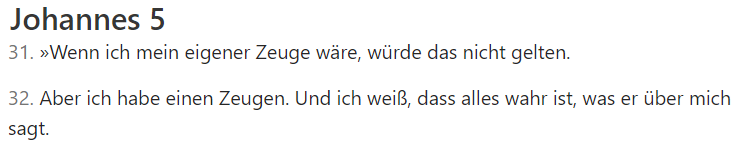 Johannes 5
31. »Wenn ich mein eigener Zeuge wäre, würde das nicht gelten.
32. Aber ich habe einen Zeugen. Und ich weiß, dass alles wahr ist, was er über mich
sagt.